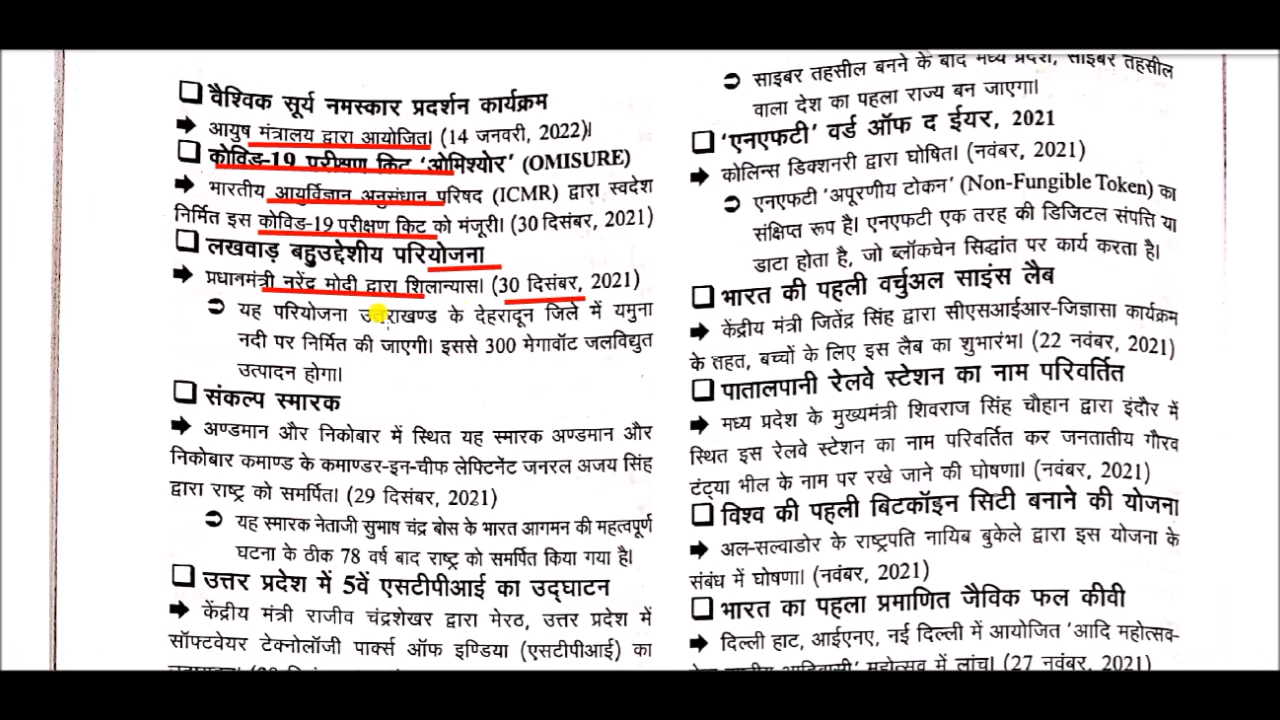 ❑ वैश्विक सूर्य नमस्कार प्रदर्शन कार्यक्रम
➡ आयुष मंत्रालय द्वारा आयोजित। (14 जनवरी, 2022)।
❑ कोविड-19 परीक्षण किट 'ओमिश्योर' (OMISURE)
➡ भारतीय आयुर्विज्ञान अनुसंधान परिषद (ICMR) द्वारा स्वदेश
निर्मित इस कोविड-19 परीक्षण किट को मंजूरी। (30 दिसंबर, 2021)
❑ लखवाड़ बहुउद्देशीय परियोजना
➡ प्रधानमंत्री नरेंद्र मोदी द्वारा शिलान्यास। (30 दिसंबर, 2021)
➲ यह परियोजना उत्तराखण्ड के देहरादून जिले में यमुना
नदी पर निर्मित की जाएगी। इससे 300 मेगावॉट जलविद्युत
उत्पादन होगा।
❑ संकल्प स्मारक
➡ अण्डमान और निकोबार में स्थित यह स्मारक अण्डमान और
निकोबार कमाण्ड के कमाण्डर-इन-चीफ लेफ्टिनेंट जनरल अजय सिंह
द्वारा राष्ट्र को समर्पित। (29 दिसंबर, 2021)
➲ यह स्मारक नेताजी सुभाष चंद्र बोस के भारत आगमन की महत्वपूर्ण
घटना के ठीक 78 वर्ष बाद राष्ट्र को समर्पित किया गया है।
❑ उत्तर प्रदेश में 5वें एसटीपीआई का उद्घाटन
➡ केंद्रीय मंत्री राजीव चंद्रशेखर द्वारा मेरठ, उत्तर प्रदेश में
सॉफ्टवेयर टेक्नोलॉजी पार्क्स ऑफ इण्डिया (एसटीपीआई) का
➲ साइबर तहसील बनने के बाद मध्य प्रदेश, साइबर तहसील
वाला देश का पहला राज्य बन जाएगा।
❑ 'एनएफटी' वर्ड ऑफ द ईयर, 2021
➡ कोलिन्स डिक्शनरी द्वारा घोषित। (नवंबर, 2021)
➲ एनएफटी 'अपूरणीय टोकन' (Non-Fungible Token) का
संक्षिप्त रूप है। एनएफटी एक तरह की डिजिटल संपत्ति या
डाटा होता है, जो ब्लॉकचेन सिद्धांत पर कार्य करता है।
❑ भारत की पहली वर्चुअल साइंस लैब
➡ केंद्रीय मंत्री जितेंद्र सिंह द्वारा सीएसआईआर-जिज्ञासा कार्यक्रम
के तहत, बच्चों के लिए इस लैब का शुभारंभ। (22 नवंबर, 2021)
❑ पातालपानी रेलवे स्टेशन का नाम परिवर्तित
➡ मध्य प्रदेश के मुख्यमंत्री शिवराज सिंह चौहान द्वारा इंदौर में
स्थित इस रेलवे स्टेशन का नाम परिवर्तित कर जनतातीय गौरव
टंट्या भील के नाम पर रखे जाने की घोषणा। (नवंबर, 2021)
❑ विश्व की पहली बिटकॉइन सिटी बनाने की योजना
➡ अल-सल्वाडोर के राष्ट्रपति नायिब बुकेले द्वारा इस योजना के
संबंध में घोषणा। (नवंबर, 2021)
❑ भारत का पहला प्रमाणित जैविक फल कीवी
➡ दिल्ली हाट, आईएनए, नई दिल्ली में आयोजित 'आदि महोत्सव-
महोत्सव में लांच। (27 नवंबर, 2021)